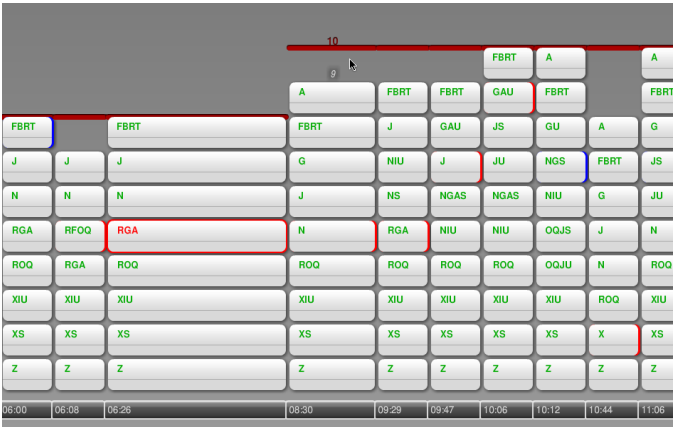 10
FBRT A A
9
A FBRT FBRT GAU FBRT FBRT
FBRT FBRT FBRT J GAU JS GU A G
J J J G NIU J JU NGS FBRT JS
N N N J NS NGAS NGAS NIU G JU
RGA RFOQ RGA N RGA NIU NIU OQJS J N
ROQ RGA ROQ ROQ ROQ ROQ ROQ OQJU N ROQ
XIU XIU XIU XIU XIU XIU XIU XIU ROQ XIU
XS XS XS XS XS XS XS XS X XS
Z Z Z Z Z Z Z Z Z Z
06:00 06:08 06:26 08:30 09:29 09:47 10:06 10:12 10:44 11:06